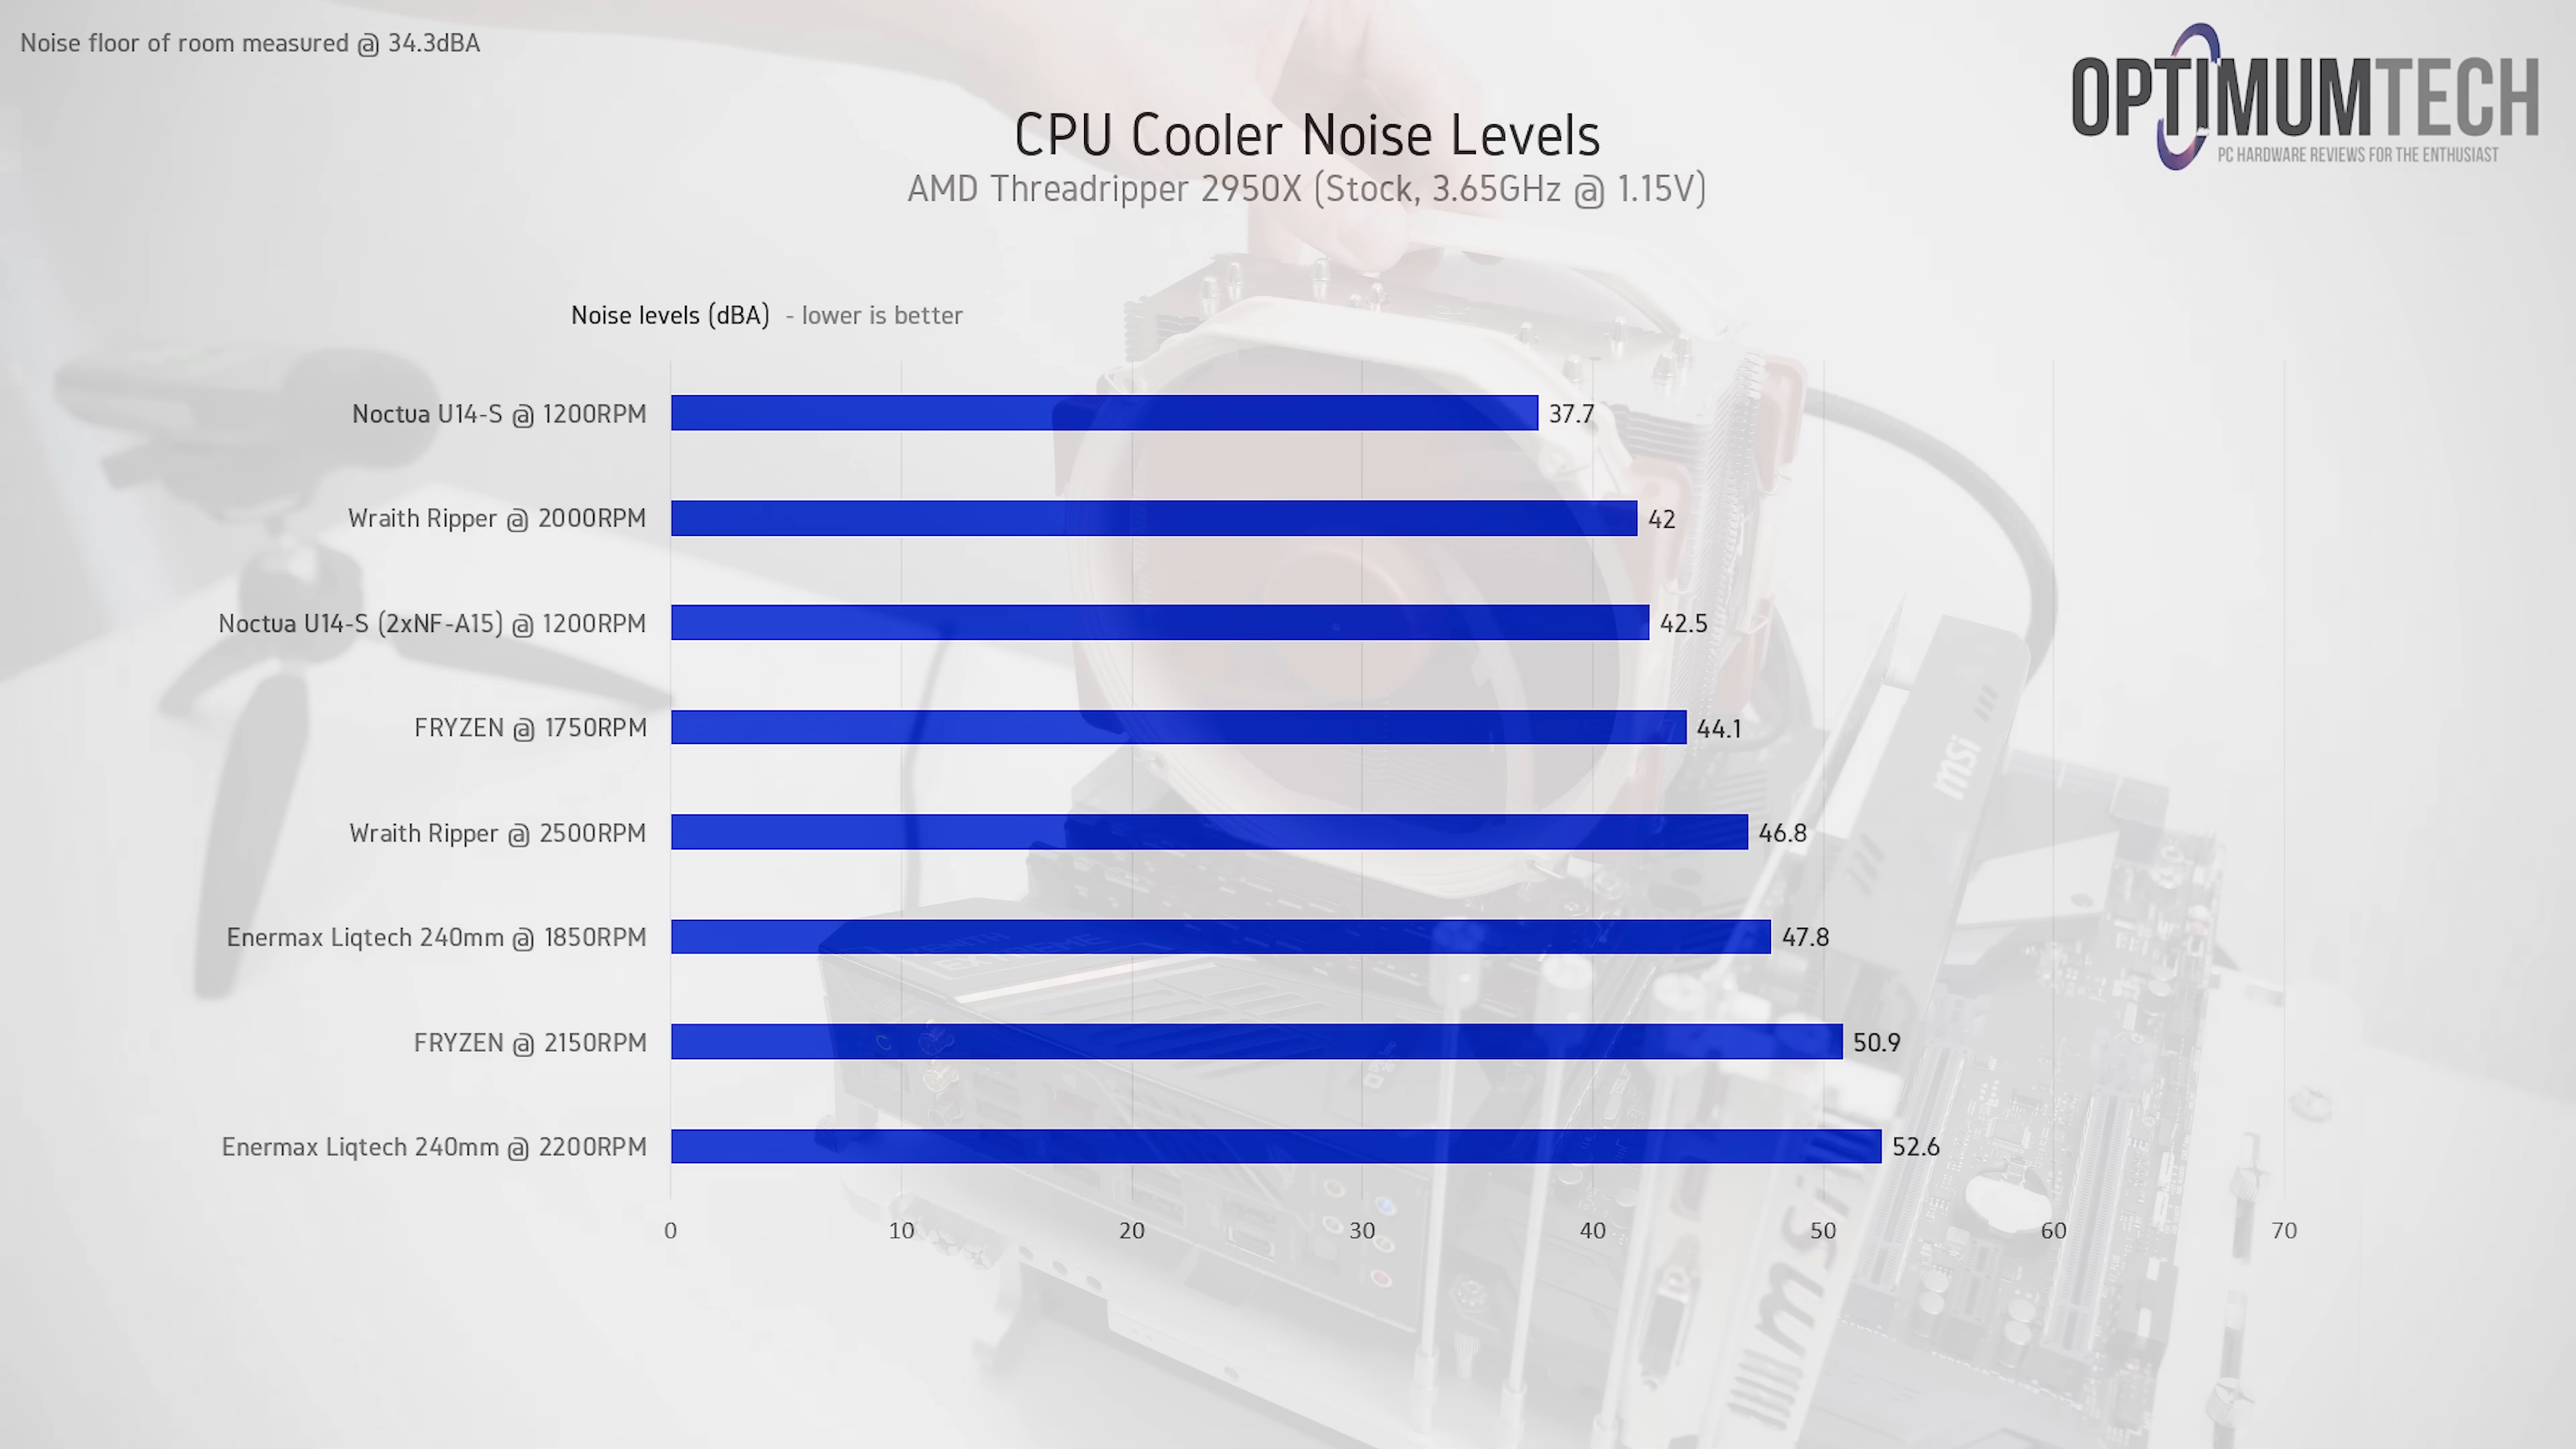 Noise floor of room measured @ 34.3dBA
OPTIMUMTECH
PC HARDWARE REVIEWS FOR THE ENTHUSIAST
CPU Cooler Noise Levels
AMD Threadripper 2950X (Stock, 3.65GHz @ 1.15V)
Noise levels (dBA) - lower is better
Noctua U14-S @ 1200RPM 37.7
Wraith Ripper @ 2000RPM 42
Noctua U14-S (2xNF-A15) @ 1200RPM 42.5
FRYZEN @ 1750RPM 44.1
msi
Wraith Ripper @ 2500RPM 46.8
Enermax Liqtech 240mm @ 1850RPM 47.8
EXTREME
FRYZEN @ 2150RPM 50.9
Enermax Liqtech 240mm @ 2200RPM 52.6
0 10 20 30 40 50 60 70
msi